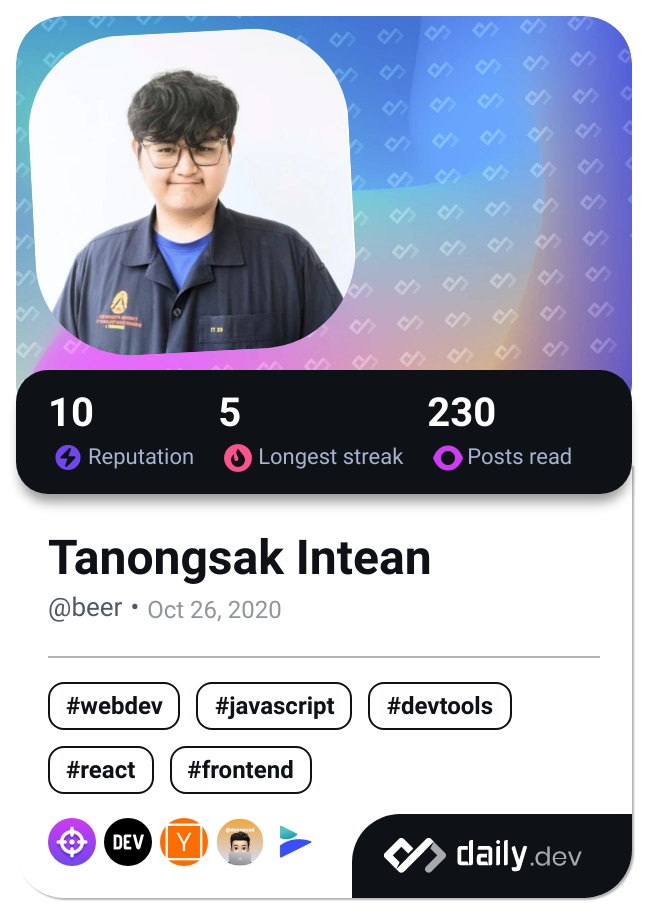 10 5 230
Reputation Longest streak Posts read
Tanongsak Intean
@beer • Oct 26, 2020
#webdev #javascript #devtools
#react #frontend
DEV Y daily.dev